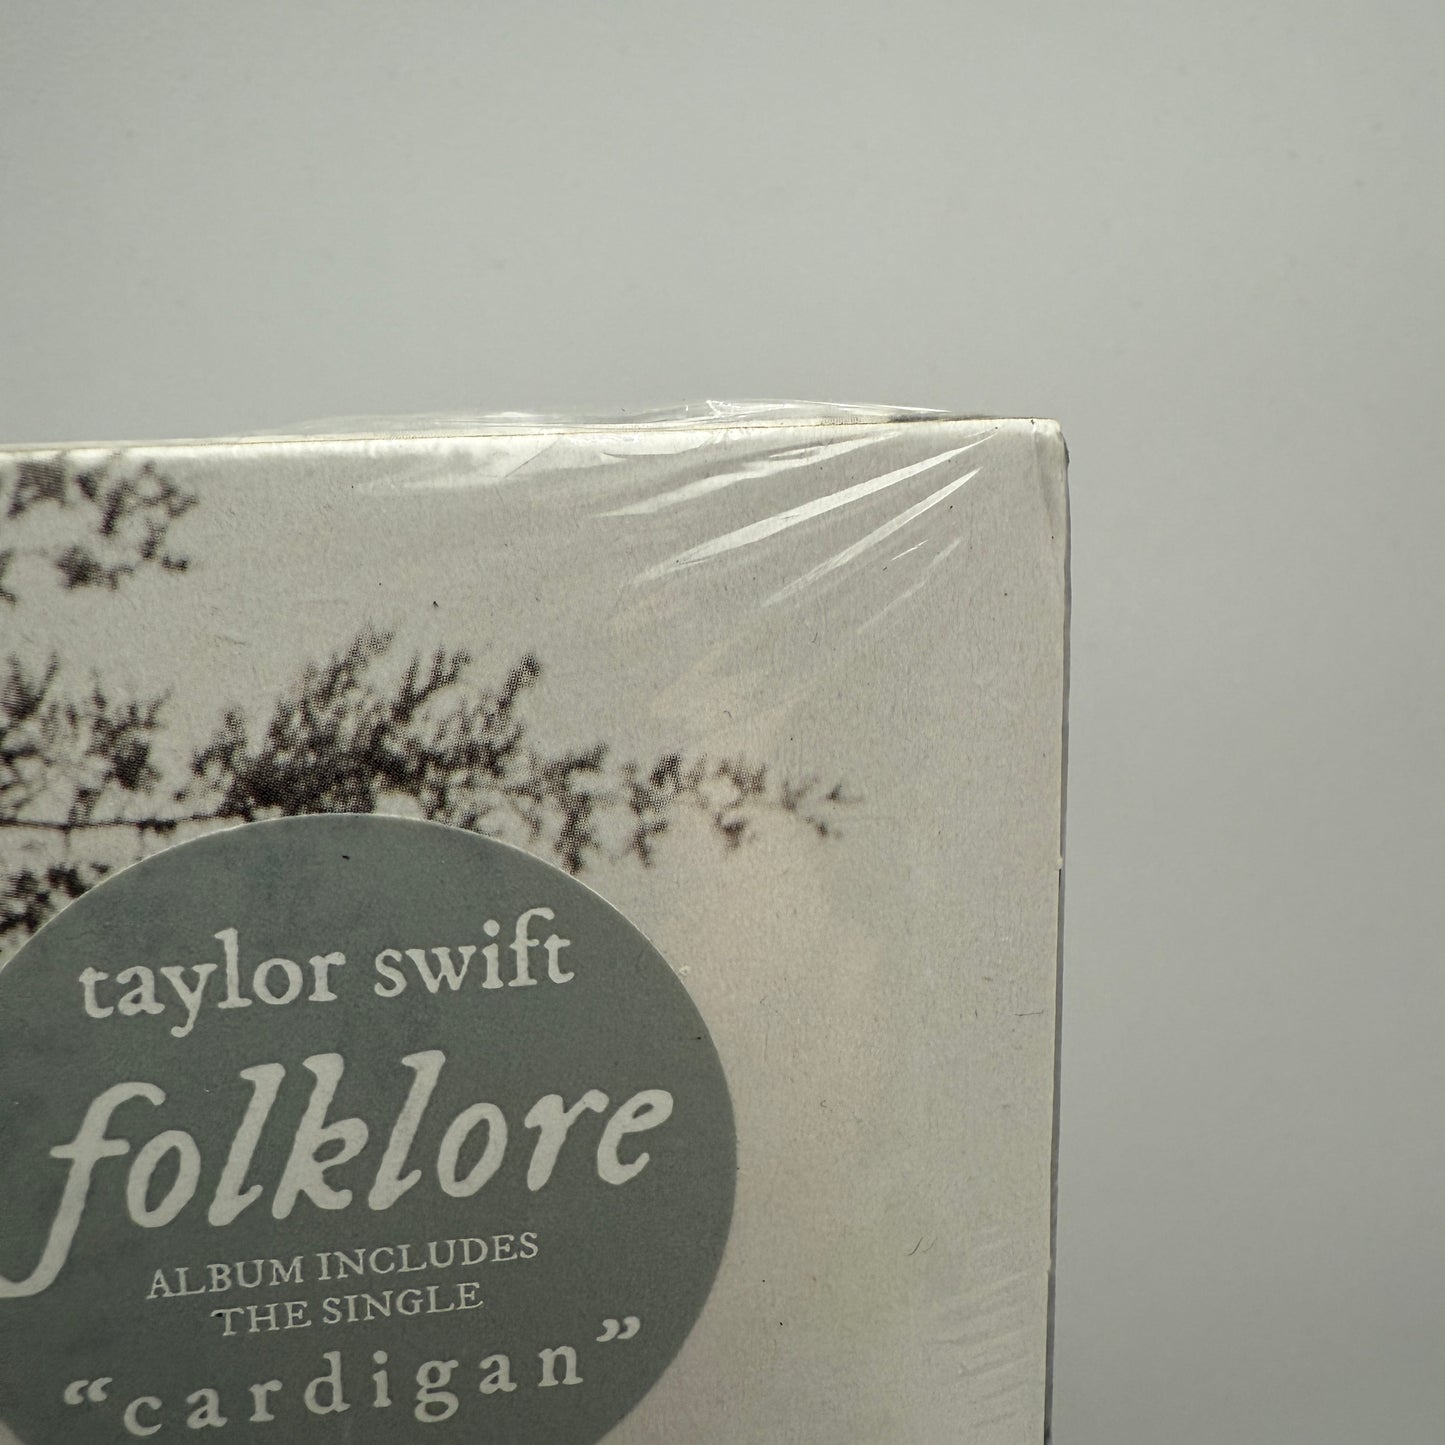 taylor swift
folklore
ALBUM INCLUDES
THE SINGLE
“cardigan”